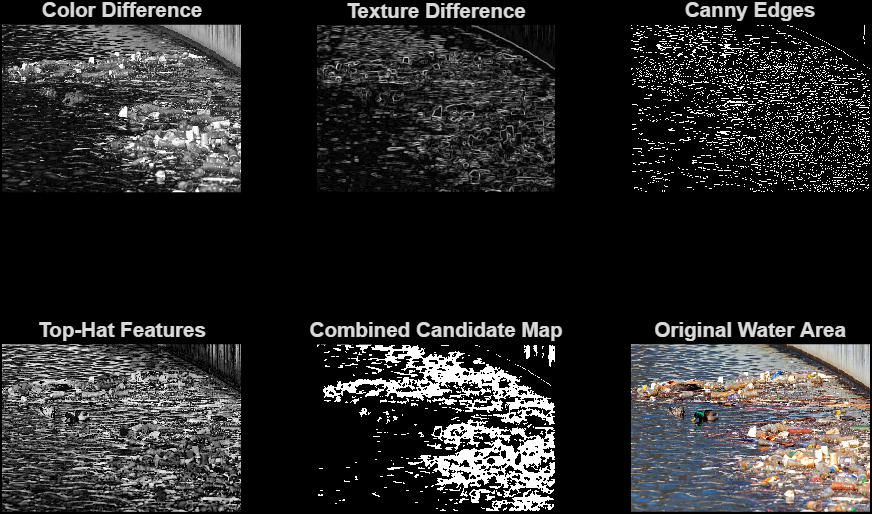 Color Difference
Texture Difference
Canny Edges
Top-Hat Features
Combined Candidate Map
Original Water Area